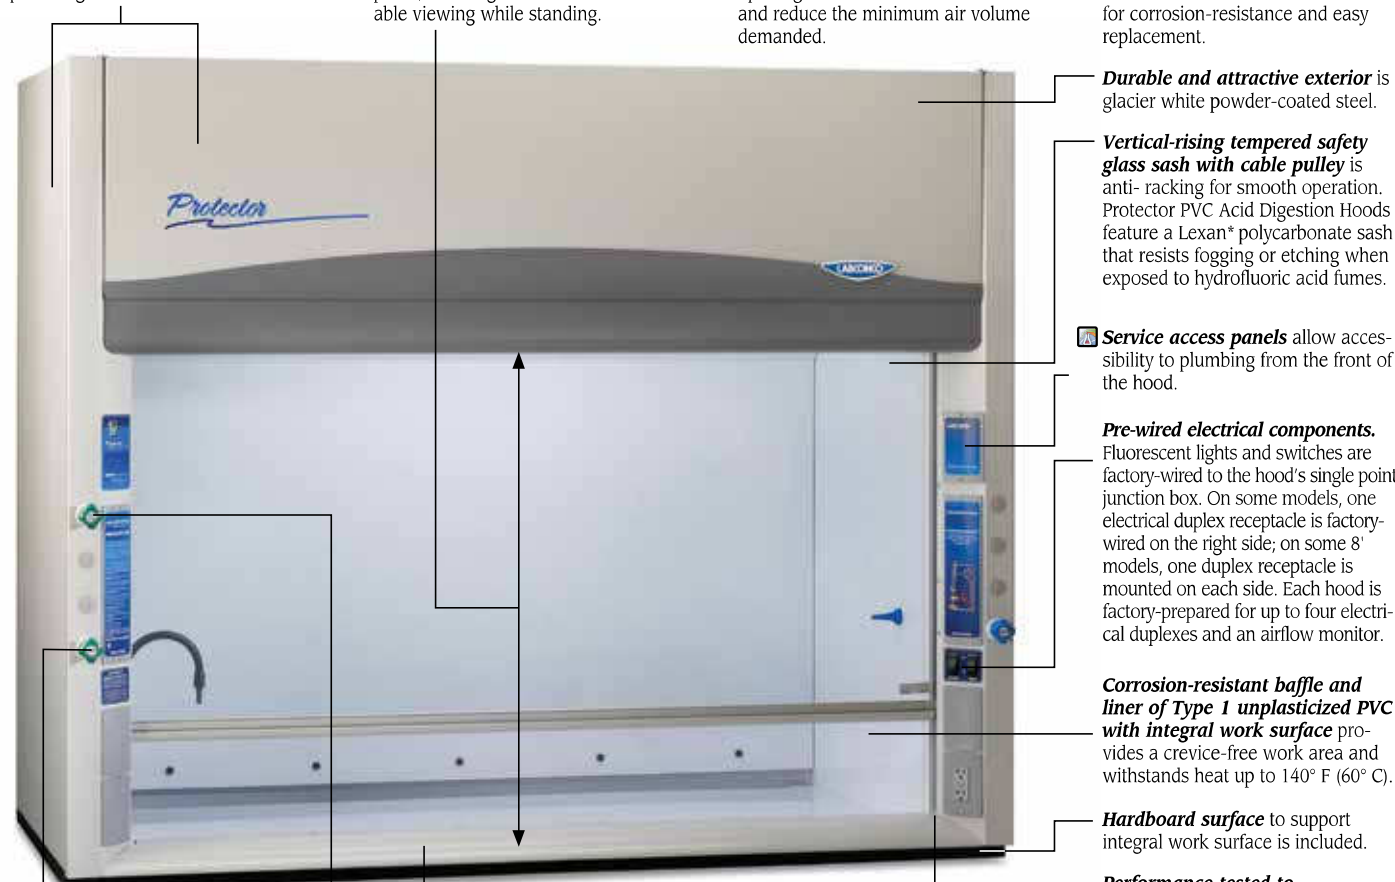 able viewing while standing.
and reduce the minimum air volume
demanded.
for corrosion-resistance and easy
replacement.
Durable and attractive exterior is
glacier white powder-coated steel.
Vertical-rising tempered safety
glass sash with cable pulley is
anti- racking for smooth operation.
Protector PVC Acid Digestion Hoods
feature a Lexan* polycarbonate sash
that resists fogging or etching when
exposed to hydrofluoric acid fumes.
Service access panels allow acces-
sibility to plumbing from the front of
the hood.
Pre-wired electrical components.
Fluorescent lights and switches are
factory-wired to the hood's single point
junction box. On some models, one
electrical duplex receptacle is factory-
wired on the right side; on some 8'
models, one duplex receptacle is
mounted on each side. Each hood is
factory-prepared for up to four electri-
cal duplexes and an airflow monitor.
Corrosion-resistant baffle and
liner of Type 1 unplasticized PVC
with integral work surface pro-
vides a crevice-free work area and
withstands heat up to 140° F (60° C).
Hardboard surface to support
integral work surface is included.
Performance tested to
Protector
LABCONCO